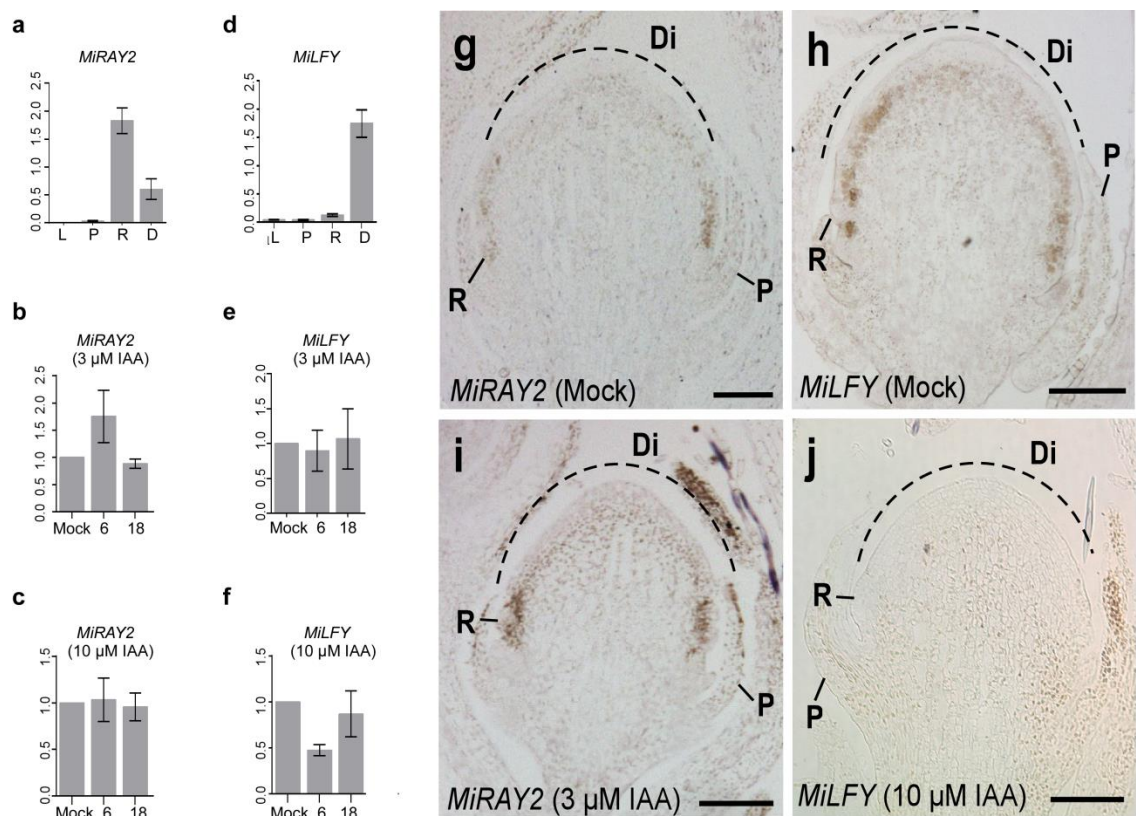 a
MiRAY2
2.5
2.0
1.5
1.0
0.5
0.0
L P R D
d
MiLFY
2.5
2.0
1.5
1.0
0.5
0.0
L P R D
b
MiRAY2
(3 µM IAA)
2.5
2.0
1.5
1.0
0.5
0.0
Mock 6 18
e
MiLFY
(3 µM IAA)
2.0
1.5
1.0
0.5
0.0
Mock 6 18
c
MiRAY2
(10 µM IAA)
1.5
1.0
0.5
0.0
Mock 6 18
f
MiLFY
(10 µM IAA)
1.5
1.0
0.5
0.0
Mock 6 18
g
Di
R
P
MiRAY2 (Mock)
h
Di
P
R
MiLFY (Mock)
i
Di
R
P
MiRAY2 (3 µM IAA)
j
Di
R
P
MiLFY (10 µM IAA)